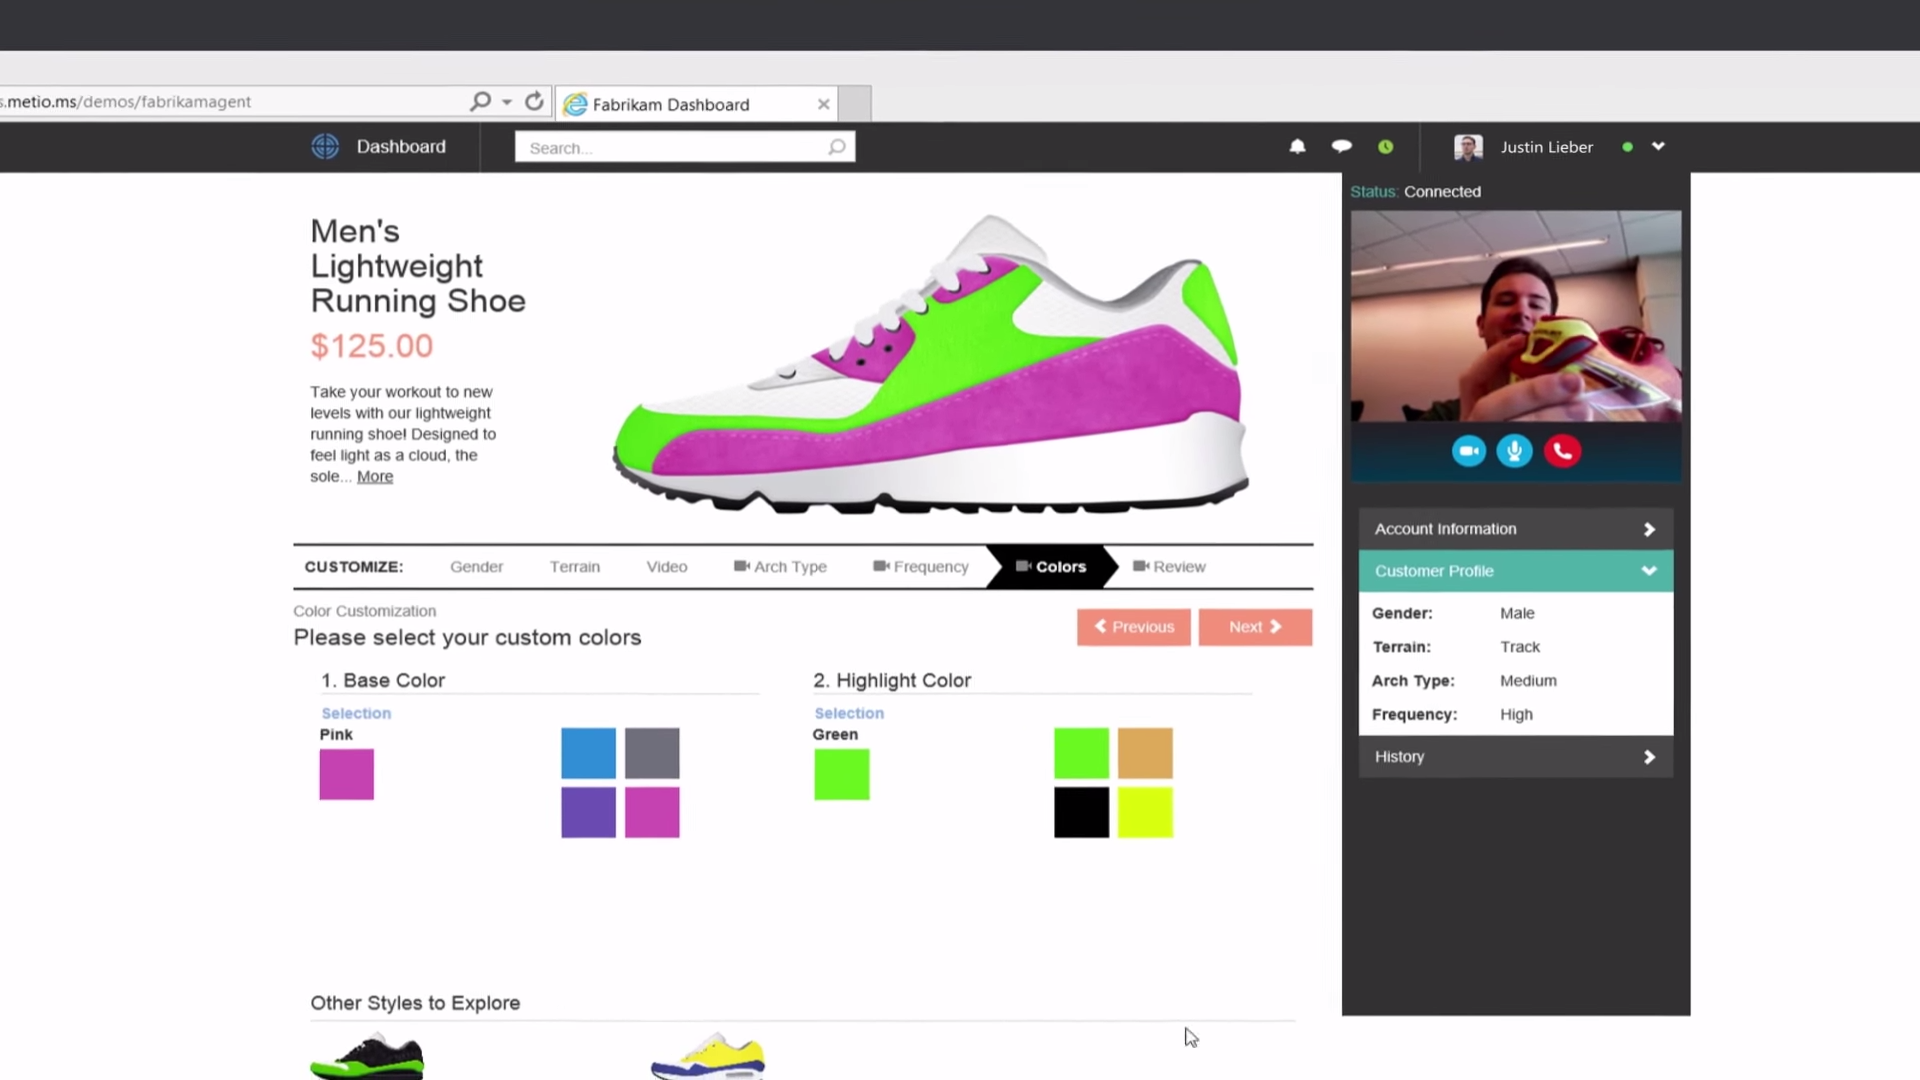 s.metio.ms/demos/fabrikamagent
Fabrikam Dashboard
Dashboard
Search...
Justin Lieber
Status: Connected
Men's
Lightweight
Running Shoe
$125.00
Take your workout to new
levels with our lightweight
running shoe! Designed to
feel light as a cloud, the
sole... More
CUSTOMIZE: Gender Terrain Video Arch Type Frequency Colors Review
Color Customization
Please select your custom colors
Previous Next
1. Base Color
Selection
Pink
2. Highlight Color
Selection
Green
Other Styles to Explore
Account Information
Customer Profile
Gender: Male
Terrain: Track
Arch Type: Medium
Frequency: High
History